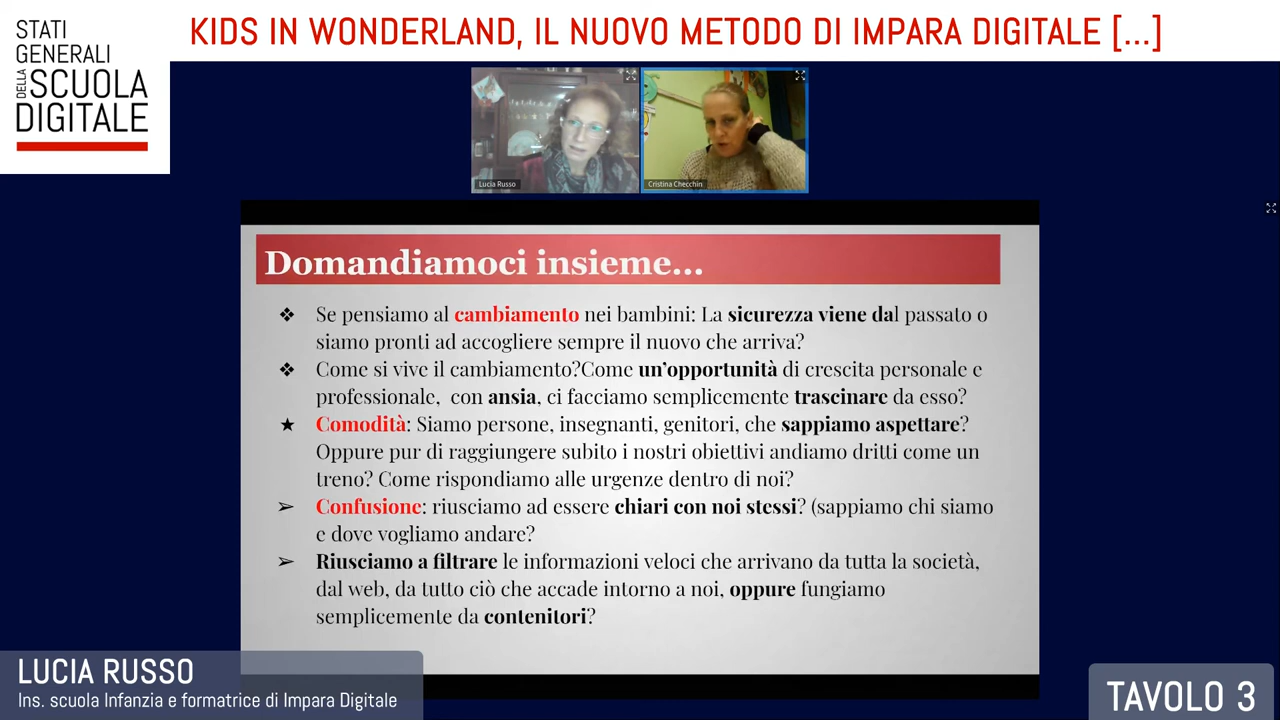 STATI
GENERALI
DELLA SCUOLA
DIGITALE
KIDS IN WONDERLAND, IL NUOVO METODO DI IMPARA DIGITALE [...]
Lucia Russo
Cristina Checchin
Domandiamoci insieme...
❖ Se pensiamo al cambiamento nei bambini: La sicurezza viene dal passato o
siamo pronti ad accogliere sempre il nuovo che arriva?
❖ Come si vive il cambiamento?Come un'opportunità di crescita personale e
professionale, con ansia, ci facciamo semplicemente trascinare da esso?
★ Comodità: Siamo persone, insegnanti, genitori, che sappiamo aspettare?
Oppure pur di raggiungere subito i nostri obiettivi andiamo dritti come un
treno? Come rispondiamo alle urgenze dentro di noi?
➢ Confusione: riusciamo ad essere chiari con noi stessi? (sappiamo chi siamo
e dove vogliamo andare?
➢ Riusciamo a filtrare le informazioni veloci che arrivano da tutta la società,
dal web, da tutto ciò che accade intorno a noi, oppure fungiamo
semplicemente da contenitori?
LUCIA RUSSO
Ins. scuola Infanzia e formatrice di Impara Digitale
TAVOLO 3